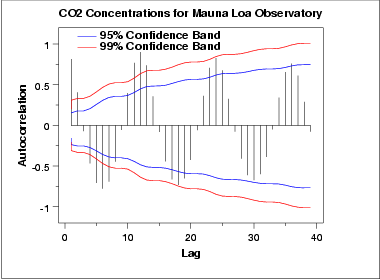 CO2 Concentrations for Mauna Loa Observatory
95% Confidence Band
99% Confidence Band
1
0.5
0
-0.5
-1
Autocorrelation
0 10 20 30 40
Lag